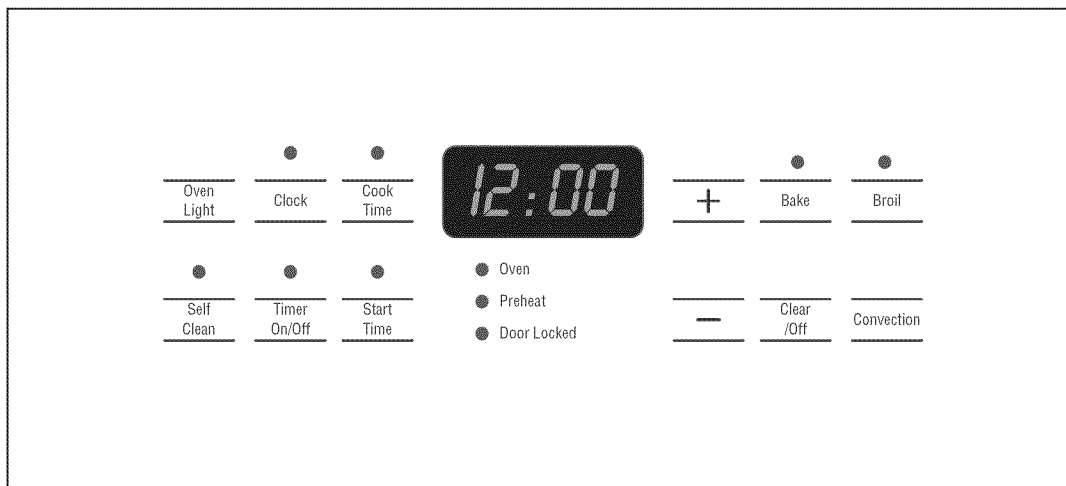 12:00
Oven
Light
Clock
Cook
Time
+
Bake
Broil
Oven
Preheat
Door Locked
Self
Clean
Timer
On/Off
Start
Time
−
Clear
/Off
Convection